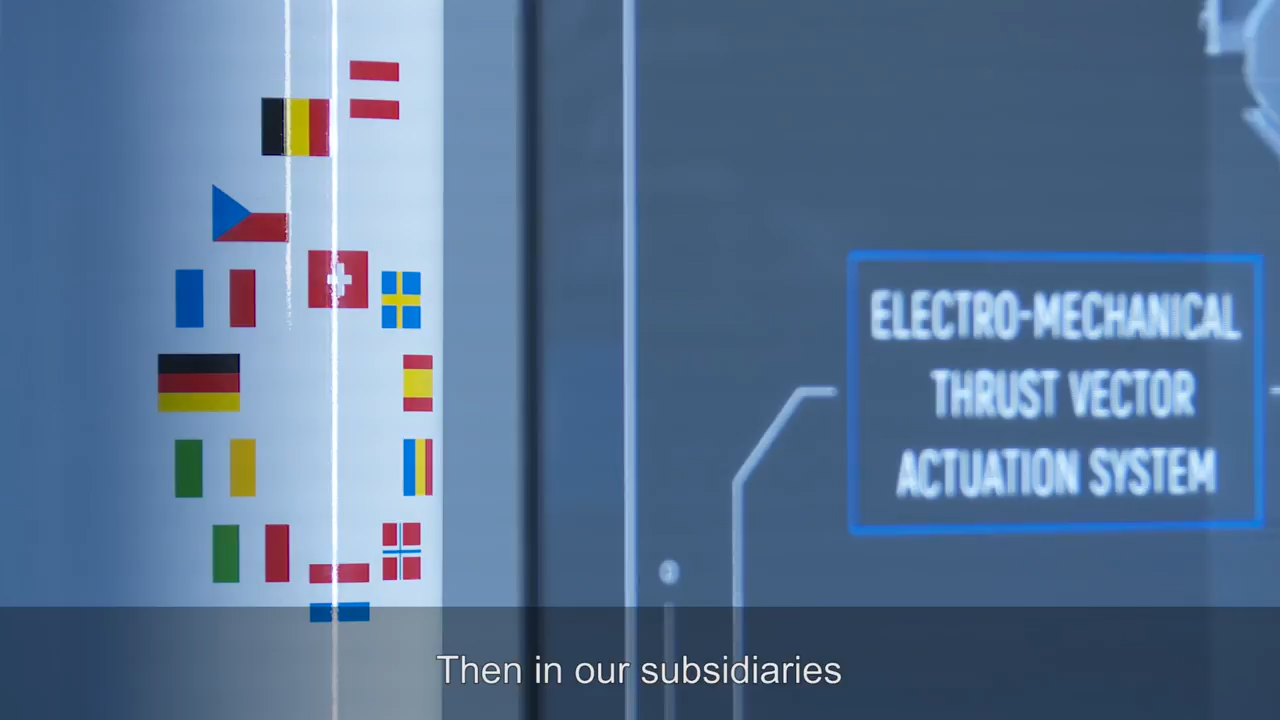 ELECTRO-MECHANICAL
THRUST VECTOR
ACTUATION SYSTEM
Then in our subsidiaries